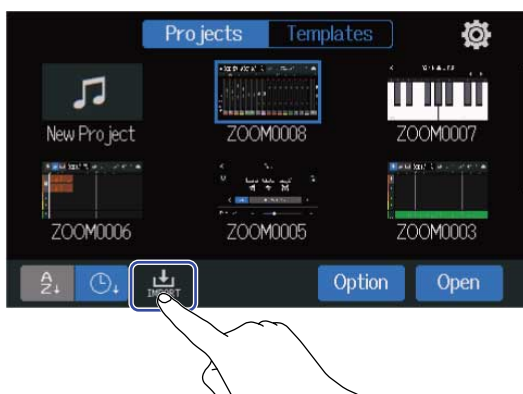 Projects Templates
New Project ZOOM0008 ZOOM0007
ZOOM0006 ZOOM0005 ZOOM0003
A
Z
IMPORT
Option Open